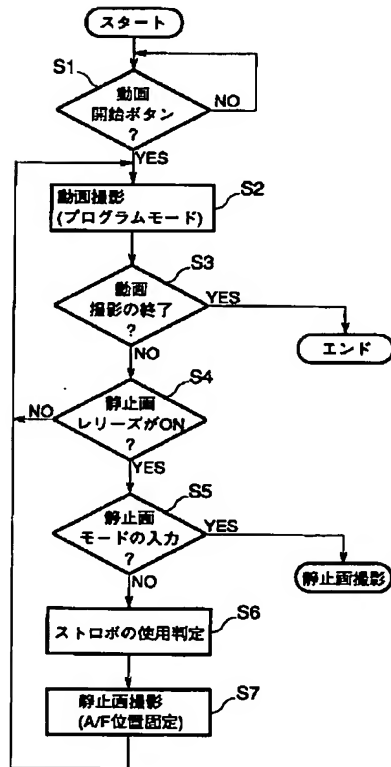 スタート
S1
動画
開始ボタン
?
NO
YES
S2
動画撮影
(プログラムモード)
S3
動画
撮影の終了
?
YES
エンド
NO
S4
静止画
レリーズがON
?
NO
YES
S5
静止画
モードの入力
?
YES
静止画撮影
NO
S6
ストロボの使用判定
S7
静止画撮影
(A/F位置固定)